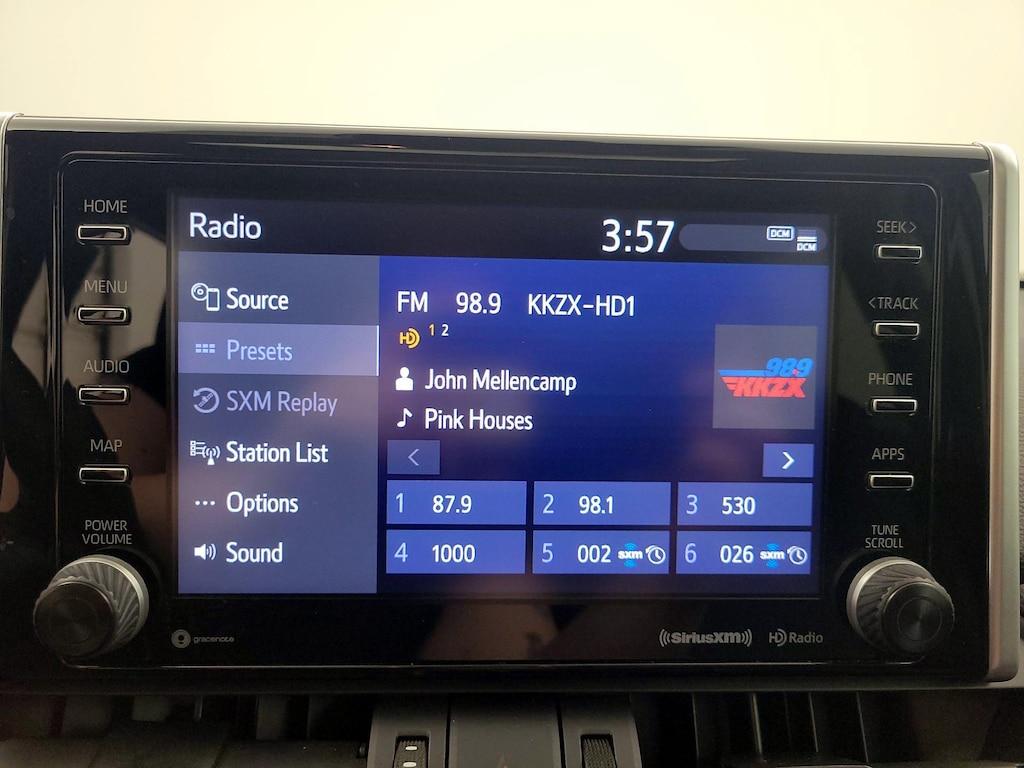 HOME
MENU
AUDIO
MAP
POWER
VOLUME
Radio
3:57
DCM
DCM
Source
Presets
SXM Replay
Station List
Options
Sound
FM 98.9 KKZX-HD1
HD 1 2
John Mellencamp
Pink Houses
98.9
KKZX
<
>
1 87.9
2 98.1
3 530
4 1000
5 002 sxm
6 026 sxm
SEEK>
<TRACK
PHONE
APPS
TUNE
SCROLL
gracenote
((SiriusXM))
HD Radio